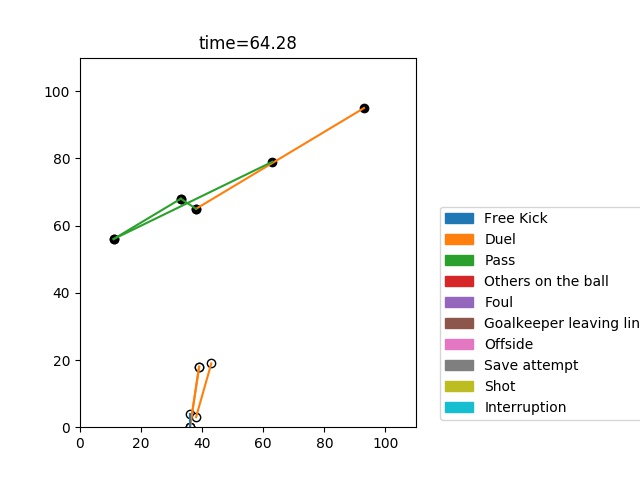 time=64.28
100
80
60
40
20
0
0 20 40 60 80 100
Free Kick
Duel
Pass
Others on the ball
Foul
Goalkeeper leaving lin
Offside
Save attempt
Shot
Interruption